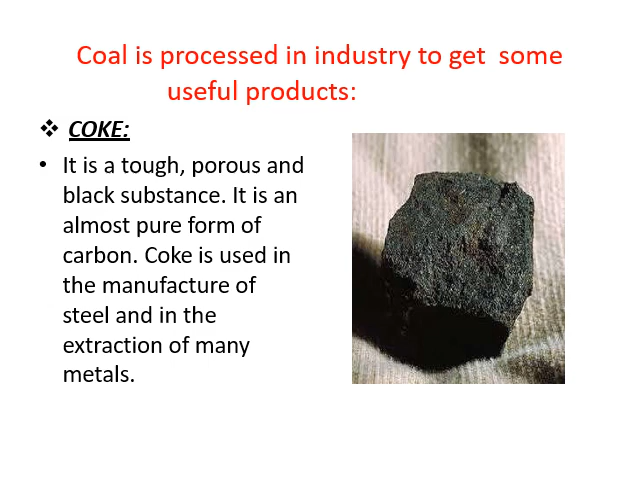 Coal is processed in industry to get  some
useful products:
❖ COKE:
• It is a tough, porous and
black substance. It is an
almost pure form of
carbon. Coke is used in
the manufacture of
steel and in the
extraction of many
metals.